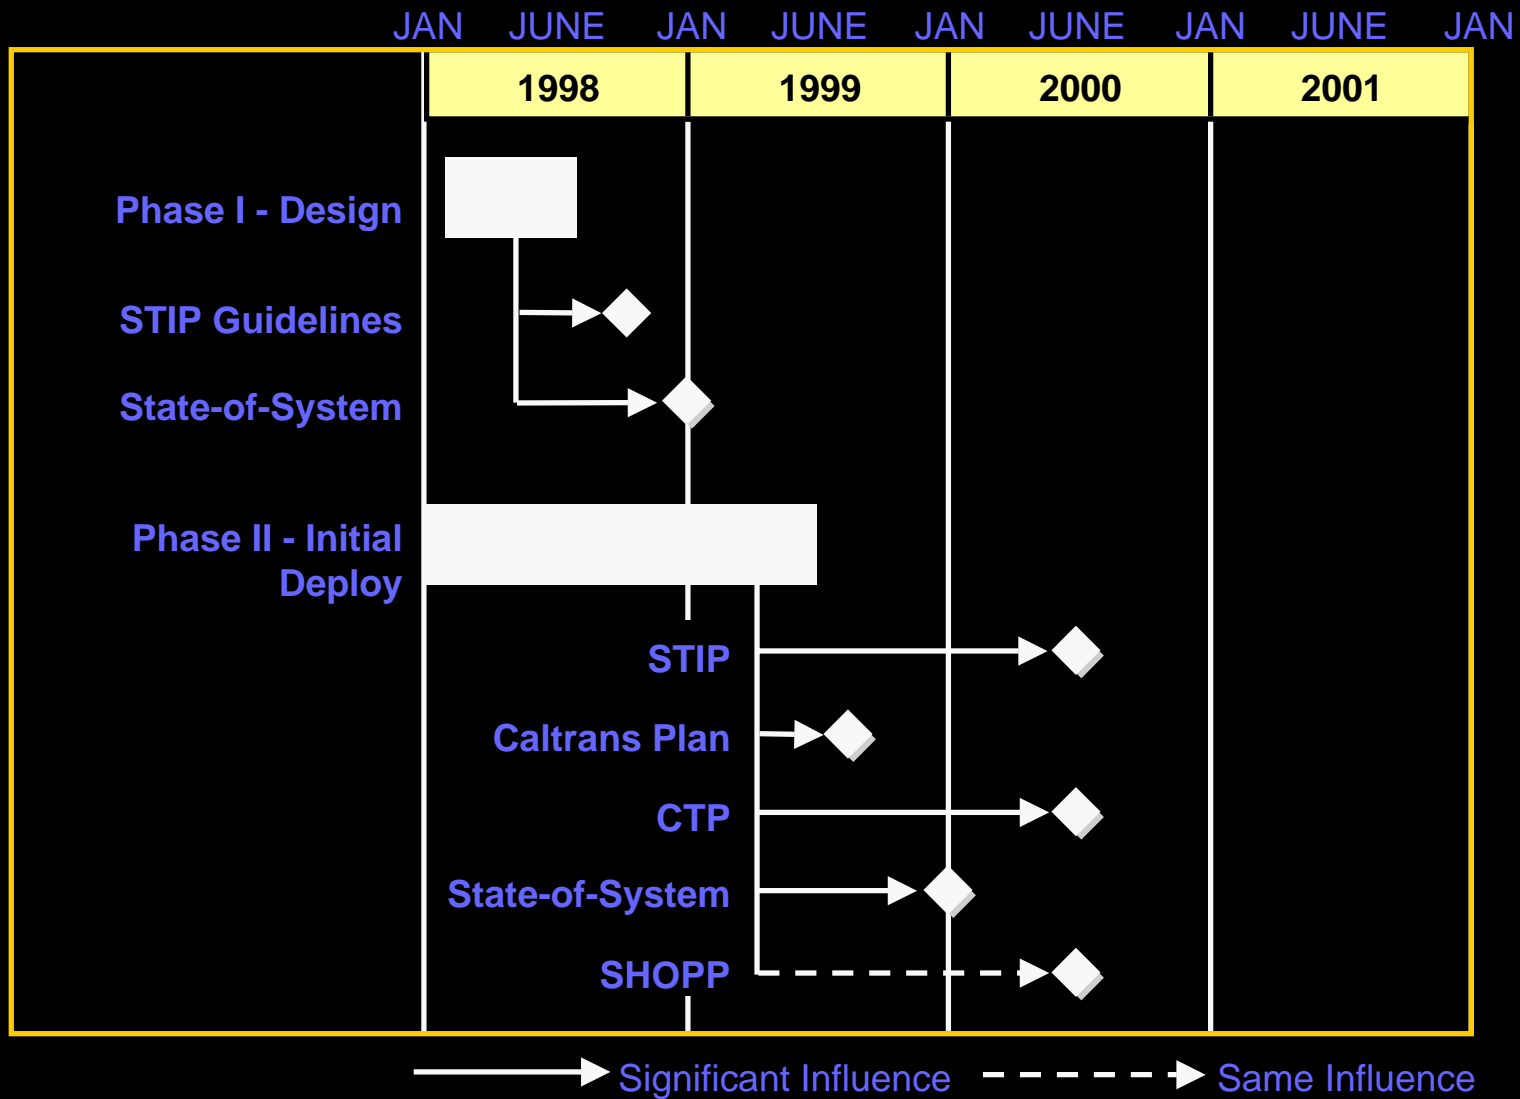 JAN JUNE JAN JUNE JAN JUNE JAN JUNE JAN
1998 1999 2000 2001
Phase I - Design
STIP Guidelines
State-of-System
Phase II - Initial
Deploy
STIP
Caltrans Plan
CTP
State-of-System
SHOPP
Significant Influence Same Influence